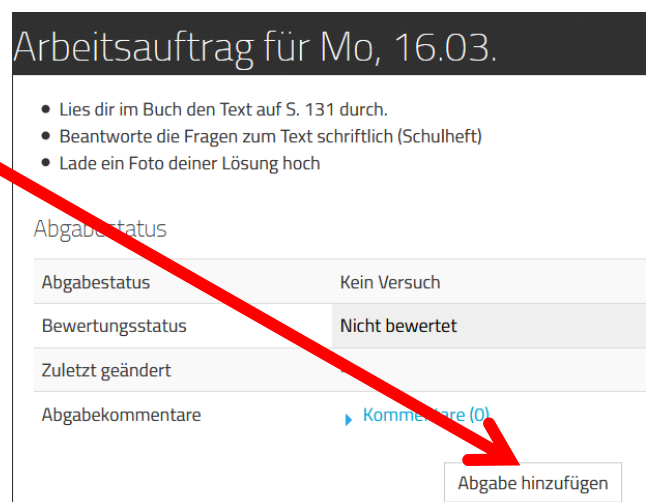 Arbeitsauftrag für Mo, 16.03.
Lies dir im Buch den Text auf S. 131 durch.
Beantworte die Fragen zum Text schriftlich (Schulheft)
Lade ein Foto deiner Lösung hoch
Abgabestatus
Abgabestatus Kein Versuch
Bewertungsstatus Nicht bewertet
Zuletzt geändert -
Abgabekommentare Kommentare (0)
Abgabe hinzufügen